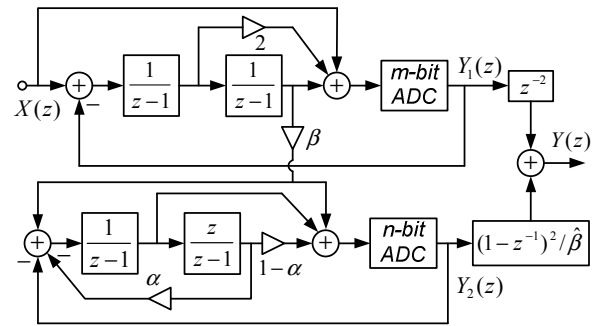 2
1
z−1
1
z−1
m-bit
ADC
Y₁(z)
z⁻²
X(z)
−
β
Y(z)
−
−
−
1
z−1
z
z−1
α
1−α
n-bit
ADC
(1−z⁻¹)²/β̂
Y₂(z)